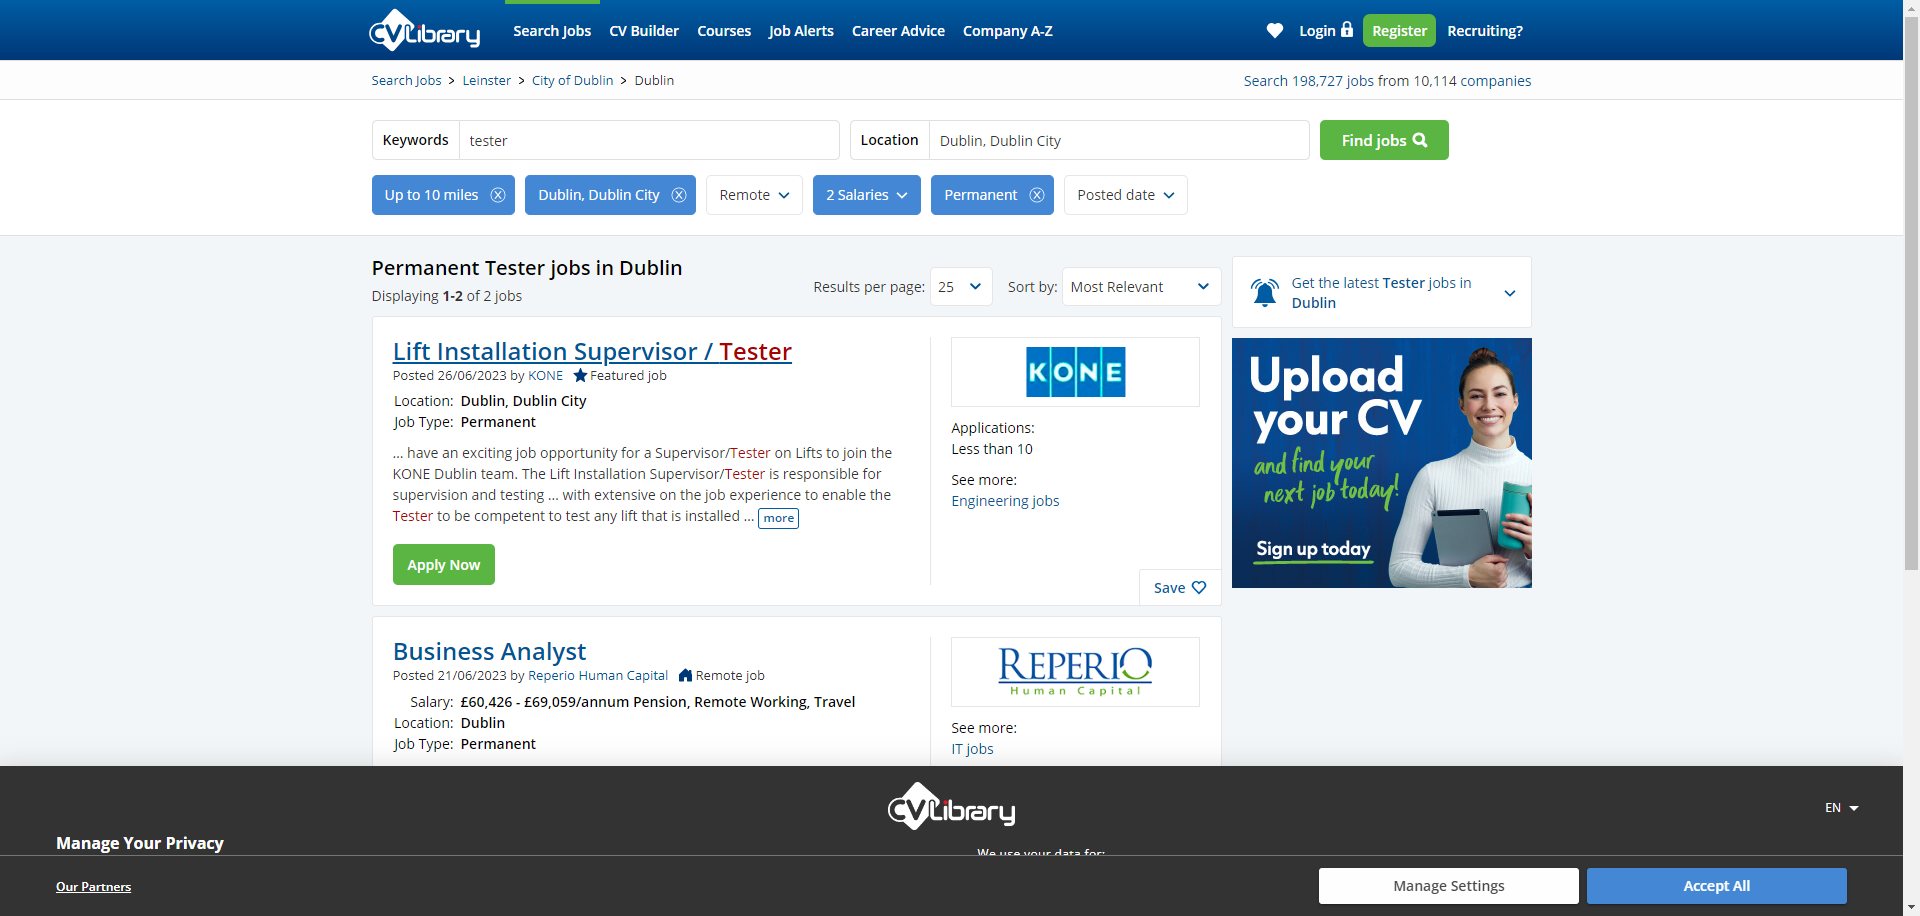 CV Library
Search Jobs CV Builder Courses Job Alerts Career Advice Company A-Z Login Register Recruiting?
Search Jobs > Leinster > City of Dublin > Dublin
Search 198,727 jobs from 10,114 companies
Keywords tester
Location Dublin, Dublin City
Find jobs
Up to 10 miles Dublin, Dublin City Remote 2 Salaries Permanent Posted date
Permanent Tester jobs in Dublin
Displaying 1-2 of 2 jobs
Results per page: 25 Sort by: Most Relevant
Lift Installation Supervisor / Tester
Posted 26/06/2023 by KONE Featured job
Location: Dublin, Dublin City
Job Type: Permanent
... have an exciting job opportunity for a Supervisor/Tester on Lifts to join the
KONE Dublin team. The Lift Installation Supervisor/Tester is responsible for
supervision and testing ... with extensive on the job experience to enable the
Tester to be competent to test any lift that is installed ... more
Apply Now
KONE
Applications:
Less than 10
See more:
Engineering jobs
Save
Get the latest Tester jobs in
Dublin
Upload
your CV
and find your
next job today!
Sign up today
Business Analyst
Posted 21/06/2023 by Reperio Human Capital Remote job
Salary: £60,426 - £69,059/annum Pension, Remote Working, Travel
Location: Dublin
Job Type: Permanent
REPERIO
Human Capital
See more:
IT jobs
CV Library
EN
Manage Your Privacy
We use your data for:
Our Partners
Manage Settings
Accept All